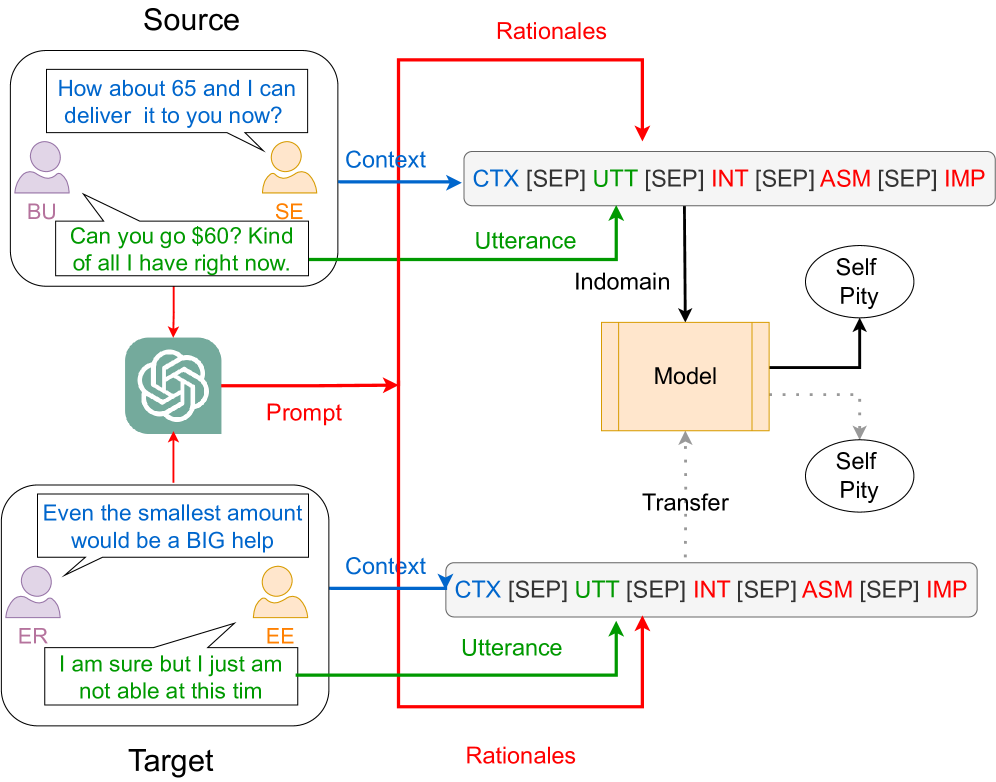 Source
Rationales
How about 65 and I can
deliver it to you now?
Context
CTX [SEP] UTT [SEP] INT [SEP] ASM [SEP] IMP
BU
SE
Can you go $60? Kind
of all I have right now.
Utterance
Indomain
Self
Pity
Model
Prompt
Self
Pity
Transfer
Even the smallest amount
would be a BIG help
Context
CTX [SEP] UTT [SEP] INT [SEP] ASM [SEP] IMP
ER
EE
Utterance
I am sure but I just am
not able at this tim
Rationales
Target